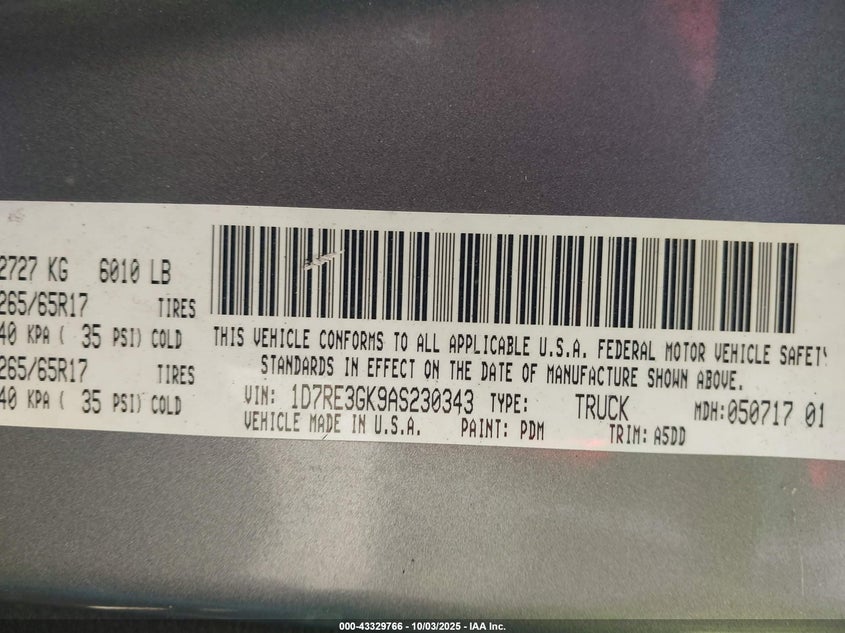 2727 KG 6010 LB
265/65R17 TIRES
40 KPA ( 35 PSI) COLD
265/65R17 TIRES
40 KPA ( 35 PSI) COLD
THIS VEHICLE CONFORMS TO ALL APPLICABLE U.S.A. FEDERAL MOTOR VEHICLE SAFETY
STANDARDS IN EFFECT ON THE DATE OF MANUFACTURE SHOWN ABOVE.
VIN: 1D7RE3GK9AS230343 TYPE: TRUCK MDH:050717 01
VEHICLE MADE IN U.S.A. PAINT: PDM TRIM: A5DD
000-43329766 - 10/03/2025 - IAA Inc.